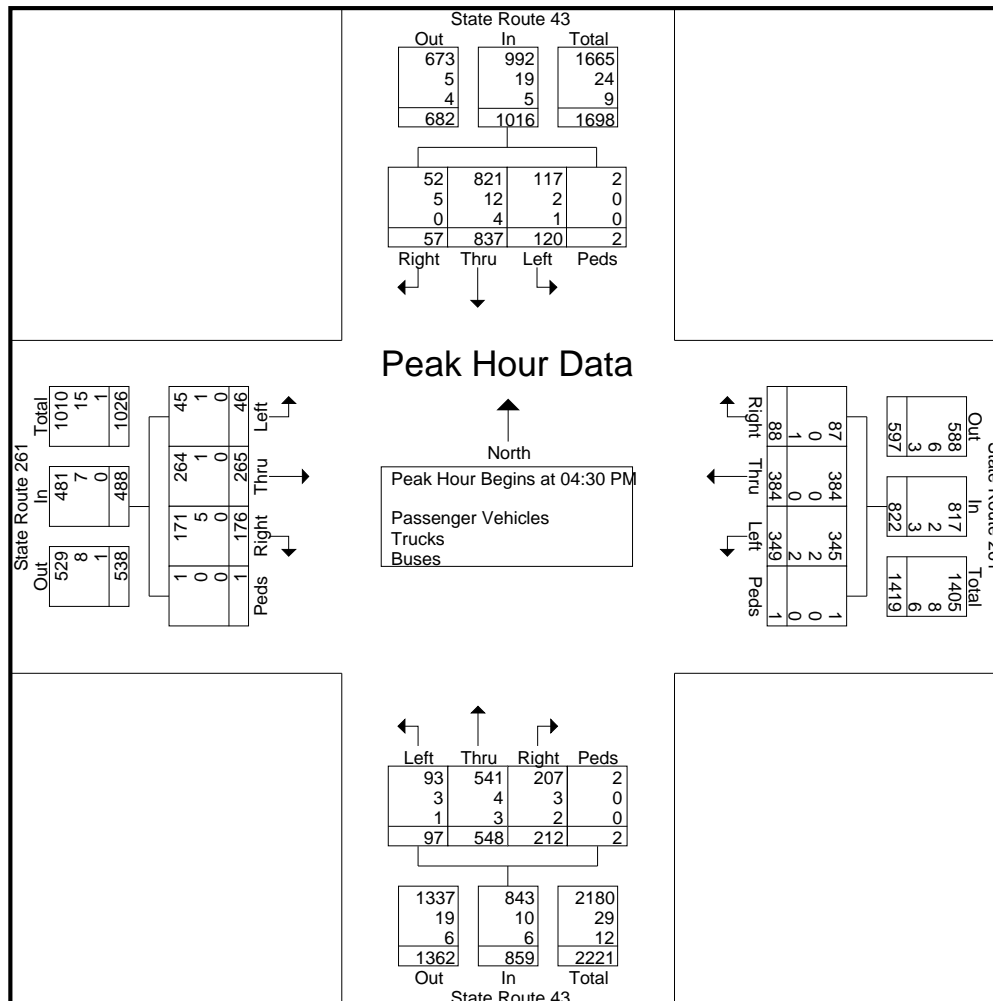 State Route 43
Out In Total
673 992 1665
5 19 24
4 5 9
682 1016 1698
52 821 117 2
5 12 2 0
0 4 1 0
57 837 120 2
Right Thru Left Peds
Peak Hour Data
North
Peak Hour Begins at 04:30 PM
Passenger Vehicles
Trucks
Buses
State Route 261
Out In Total
529 481 1010
8 7 15
1 0 1
538 488 1026
1 171 264 45
0 5 1 1
0 0 0 0
1 176 265 46
Peds Right Thru Left
Out In Total
588 817 1405
6 2 8
3 3 6
597 822 1419
87 384 345 1
0 0 2 0
1 0 2 0
88 384 349 1
Right Thru Left Peds
Left Thru Right Peds
93 541 207 2
3 4 3 0
1 3 2 0
97 548 212 2
1337 843 2180
19 10 29
6 6 12
1362 859 2221
Out In Total
State Route 43